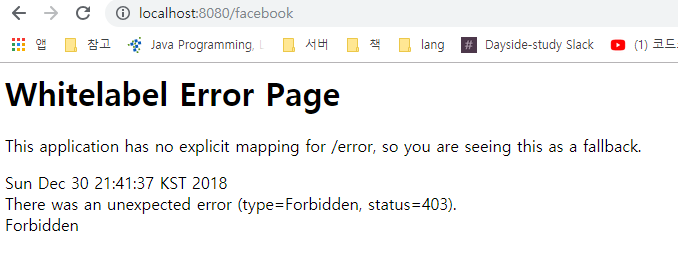 localhost:8080/facebook
앱 참고 Java Programming, L 서버 책 lang # Dayside-study Slack (1) 코드
Whitelabel Error Page
This application has no explicit mapping for /error, so you are seeing this as a fallback.
Sun Dec 30 21:41:37 KST 2018
There was an unexpected error (type=Forbidden, status=403).
Forbidden